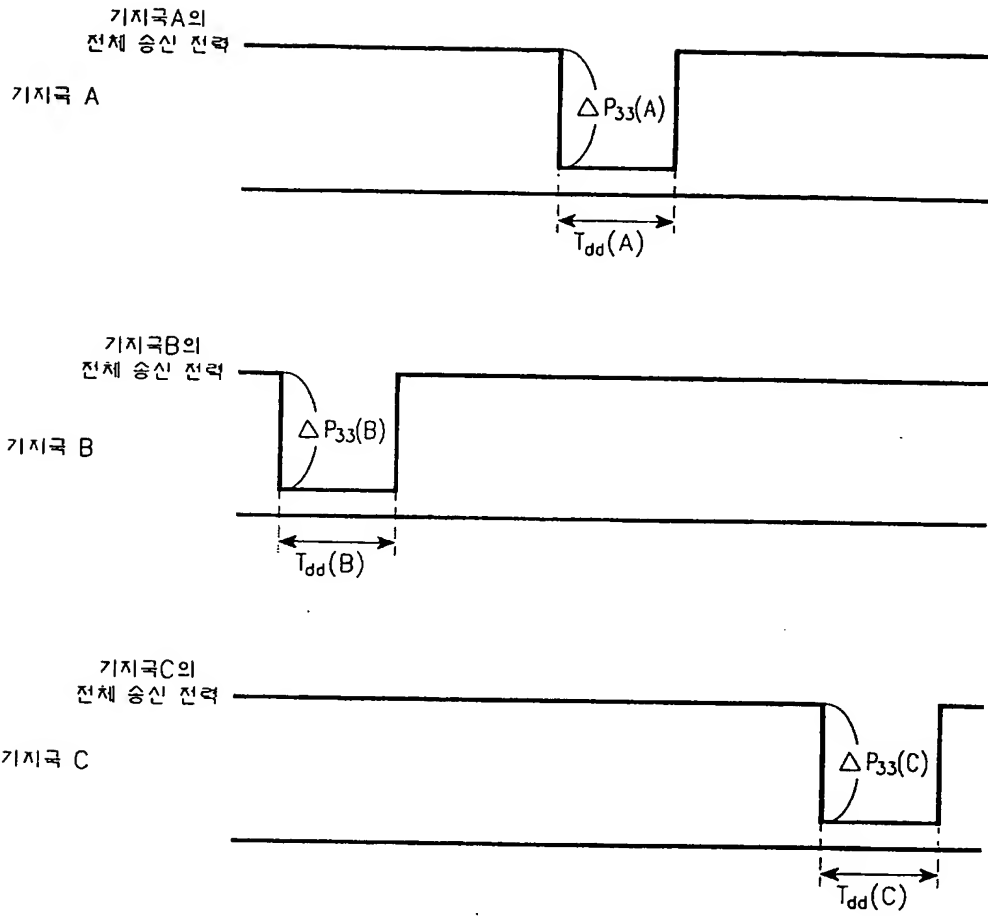 기지국A의
전체 송신 전력
기지국 A
△ P33(A)
Tdd(A)
기지국B의
전체 송신 전력
기지국 B
△ P33(B)
Tdd(B)
기지국C의
전체 송신 전력
기지국 C
△ P33(C)
Tdd(C)